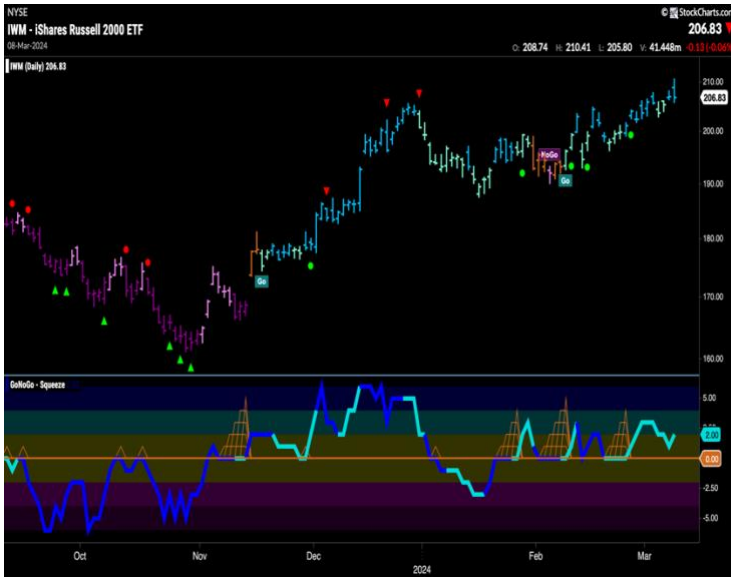 NYSE
© StockCharts.com
IWM - iShares Russell 2000 ETF
206.83
08-Mar-2024
O: 208.74 H: 210.41 L: 205.80 V: 41.448m -0.13 (-0.06%
IWM (Daily) 206.83
210.00
206.83
200.00
NoGo
Go
190.00
180.00
Go
170.00
160.00
GoNoGo - Squeeze
5.00
2.00
0.00
-2.50
-5.00
Oct
Nov
Dec
2024
Feb
Mar